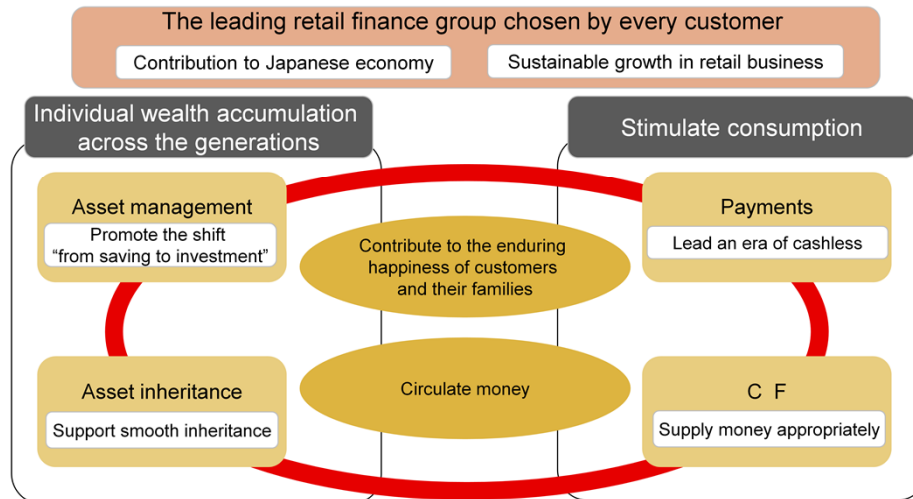 The leading retail finance group chosen by every customer
Contribution to Japanese economy
Sustainable growth in retail business
Individual wealth accumulation
across the generations
Stimulate consumption
Asset management
Promote the shift
“from saving to investment”
Payments
Lead an era of cashless
Contribute to the enduring
happiness of customers
and their families
Asset inheritance
Support smooth inheritance
Circulate money
C F
Supply money appropriately